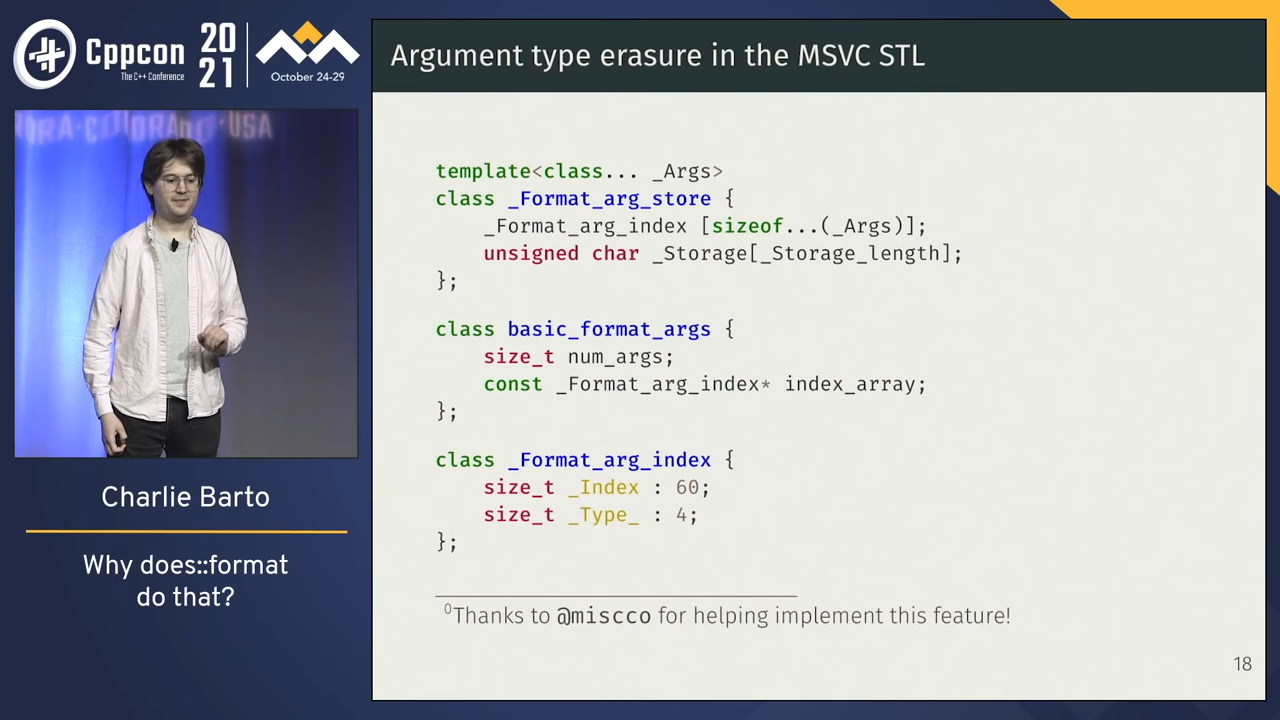 Cppcon
The C++ Conference
20
21
October 24-29
Charlie Barto
Why does::format
do that?
Argument type erasure in the MSVC STL
template<class... _Args>
class _Format_arg_store {
    _Format_arg_index [sizeof...(_Args)];
    unsigned char _Storage[_Storage_length];
};
class basic_format_args {
    size_t num_args;
    const _Format_arg_index* index_array;
};
class _Format_arg_index {
    size_t _Index : 60;
    size_t _Type_ : 4;
};
0Thanks to @miscco for helping implement this feature!
18